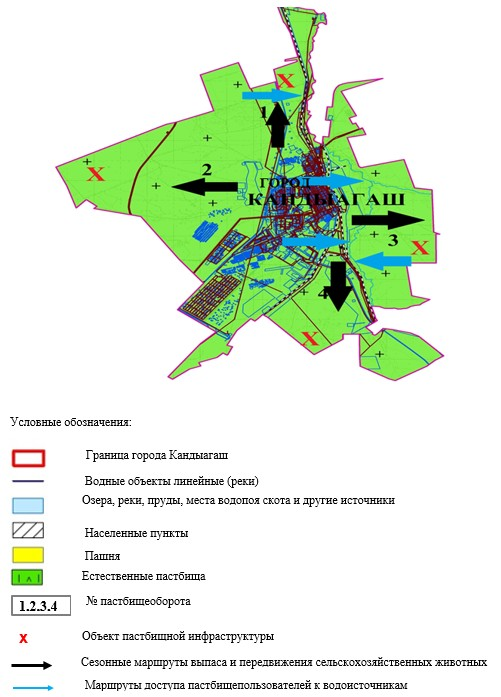 X
1
X
2
ГОРОД
КАНДЫАГАШ
3
X
4
X
Условные обозначения:
Граница города Кандыагаш
Водные объекты линейные (реки)
Озера, реки, пруды, места водопоя скота и другие источники
Населенные пункты
Пашня
Естественные пастбища
1.2.3.4 № пастбищеоборота
x Объект пастбищной инфраструктуры
Сезонные маршруты выпаса и передвижения сельскохозяйственных животных
Маршруты доступа пастбищепользователей к водоисточникам